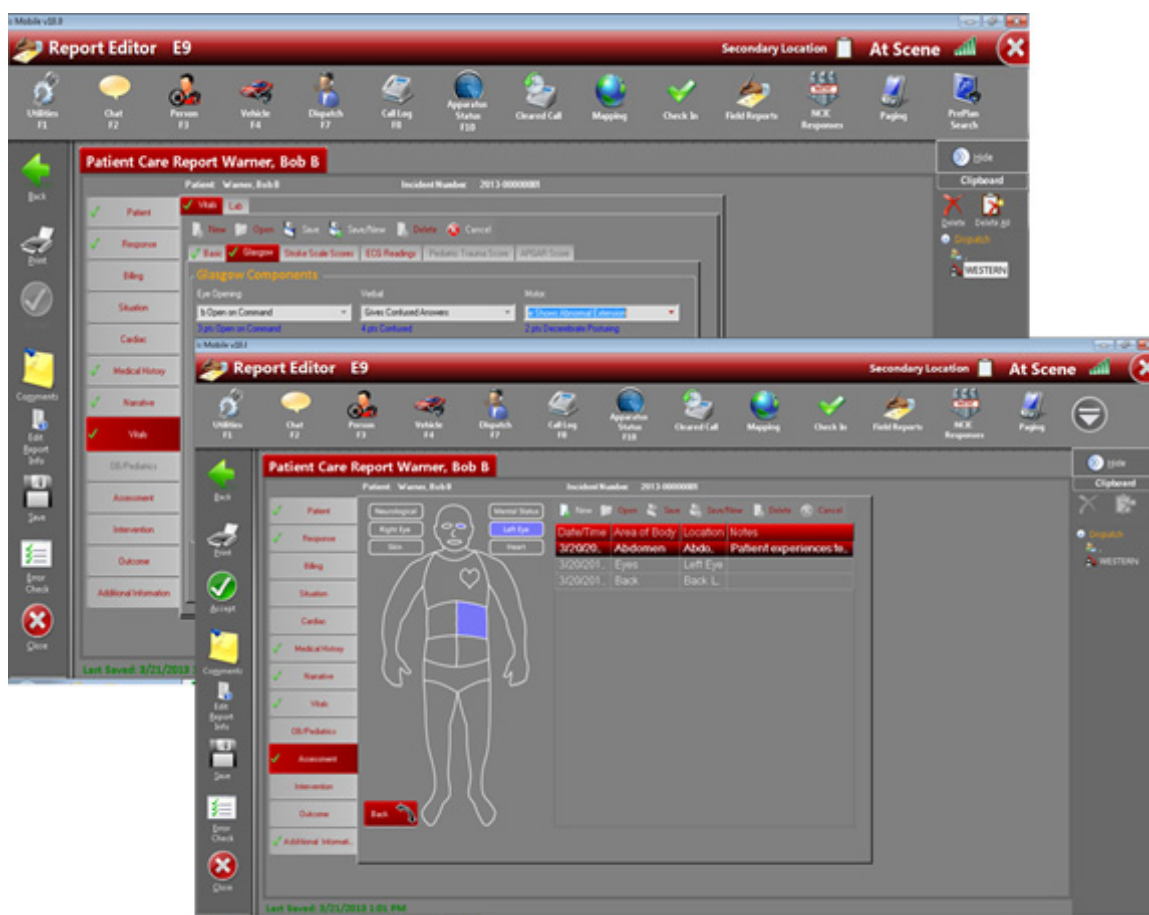 Mobile v18.8
Report Editor E9
Secondary Location At Scene
Utilities F1
Chat F2
Person F3
Vehicle F4
Dispatch F7
Call Log F8
Apparatus Status F10
Cleared Call
Mapping
Check In
Field Reports
NCIC Responses
Paging
PrePlan Search
Back
Print
Comments
Edit Report Info
Save
Error Check
Close
Patient Care Report Warner, Bob B
Patient: Warner, Bob B Incident Number: 2013-00000001
Patient
Response
Billing
Situation
Cardiac
Medical History
Narrative
Vitals
OB/Pediatrics
Assessment
Intervention
Outcome
Additional Information
Vitals Lab
New Open Save Save/New Delete Cancel
Basic Glasgow Stroke Scale Scores ECG Readings Pediatric Trauma Score APGAR Score
Glasgow Components
Eye Opening: Verbal: Motor:
b Open on Command Gives Confused Answers e Shows Abnormal Extension
3 pts Open on Command 4 pts Confused 2 pts Decerebrate Posturing
Hide
Clipboard
Delete Delete All
Dispatch
WESTERN
Last Saved: 3/21/2013
Report Editor E9
Secondary Location At Scene
Utilities F1
Chat F2
Person F3
Vehicle F4
Dispatch F7
Call Log F8
Apparatus Status F10
Cleared Call
Mapping
Check In
Field Reports
NCIC Responses
Paging
Back
Print
Accept
Comments
Edit Report Info
Save
Error Check
Close
Patient Care Report Warner, Bob B
Patient: Warner, Bob B Incident Number: 2013-00000001
Patient
Response
Billing
Situation
Cardiac
Medical History
Narrative
Vitals
OB/Pediatrics
Assessment
Intervention
Outcome
Additional Informat..
Neurological Mental Status
Right Eye Left Eye
Skin Heart
Back
New Open Save Save/New Delete Cancel
Date/Time Area of Body Location Notes
3/20/20.. Abdomen Abdo.. Patient experiences te..
3/20/201.. Eyes Left Eye
3/20/201.. Back Back L..
Hide
Clipboard
Dispatch
WESTERN
Last Saved: 3/21/2013 1:01 PM